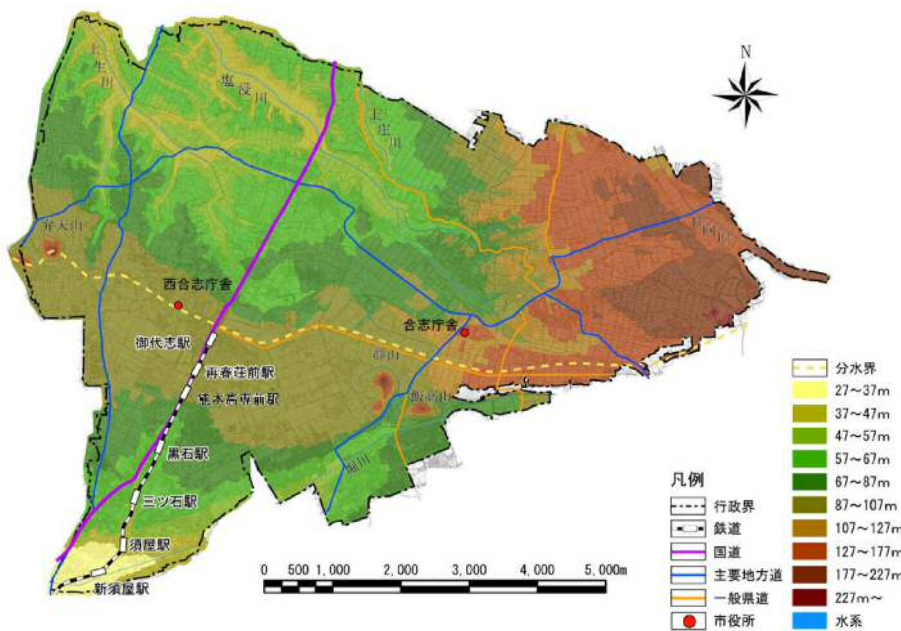 上生川
塩浸川
上庄川
弁天山
西合志庁舎
合志庁舎
御代志駅
再春荘前駅
群山
熊本高専前駅
飯高山
黒石駅
堀川
三ツ石駅
須屋駅
新須屋駅
N
0 500 1,000 2,000 3,000 4,000 5,000m
凡例
行政界
鉄道
国道
主要地方道
一般県道
市役所
分水界
27～37m
37～47m
47～57m
57～67m
67～87m
87～107m
107～127m
127～177m
177～227m
227m～
水系